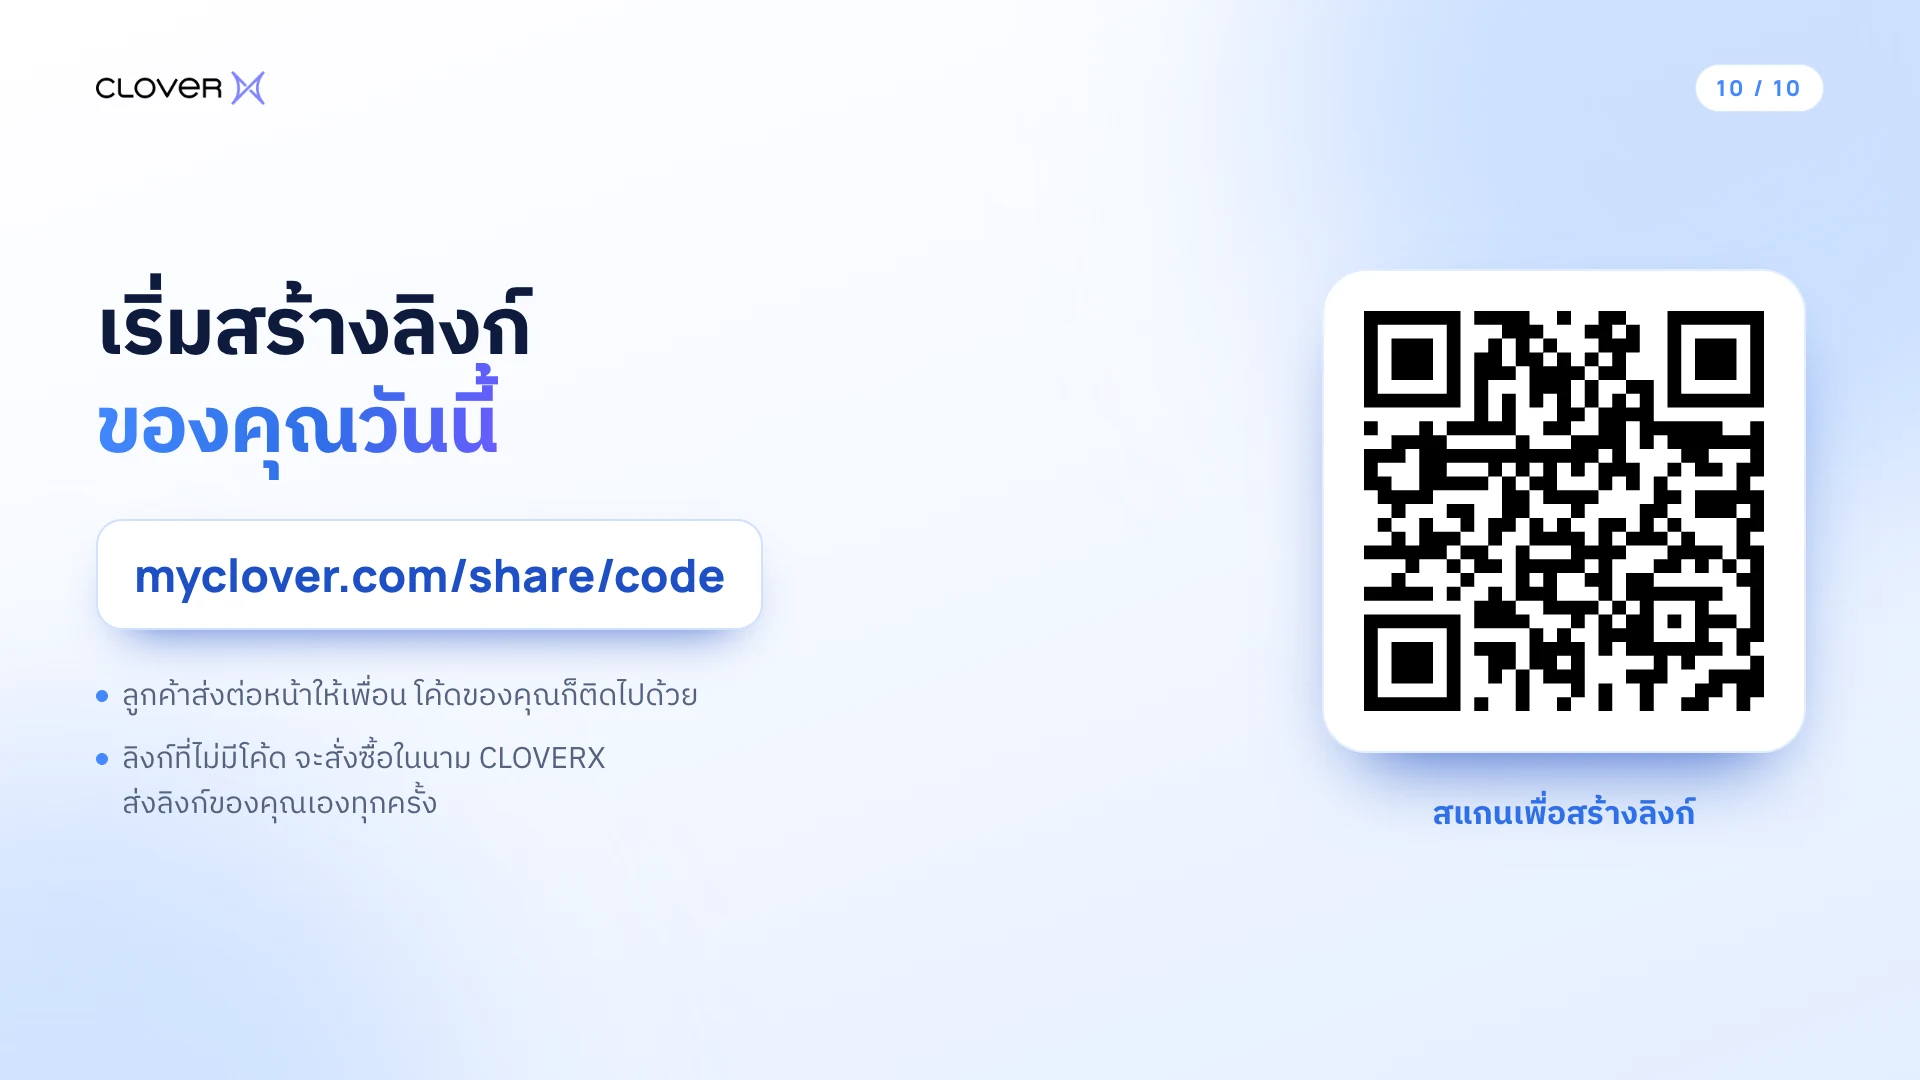 CLOVER X
10 / 10
เริ่มสร้างลิงก์
ของคุณวันนี้
myclover.com/share/code
ลูกค้าส่งต่อหน้าให้เพื่อน โค้ดของคุณก็ติดไปด้วย
ลิงก์ที่ไม่มีโค้ด จะสั่งซื้อในนาม CLOVERX
ส่งลิงก์ของคุณเองทุกครั้ง
สแกนเพื่อสร้างลิงก์